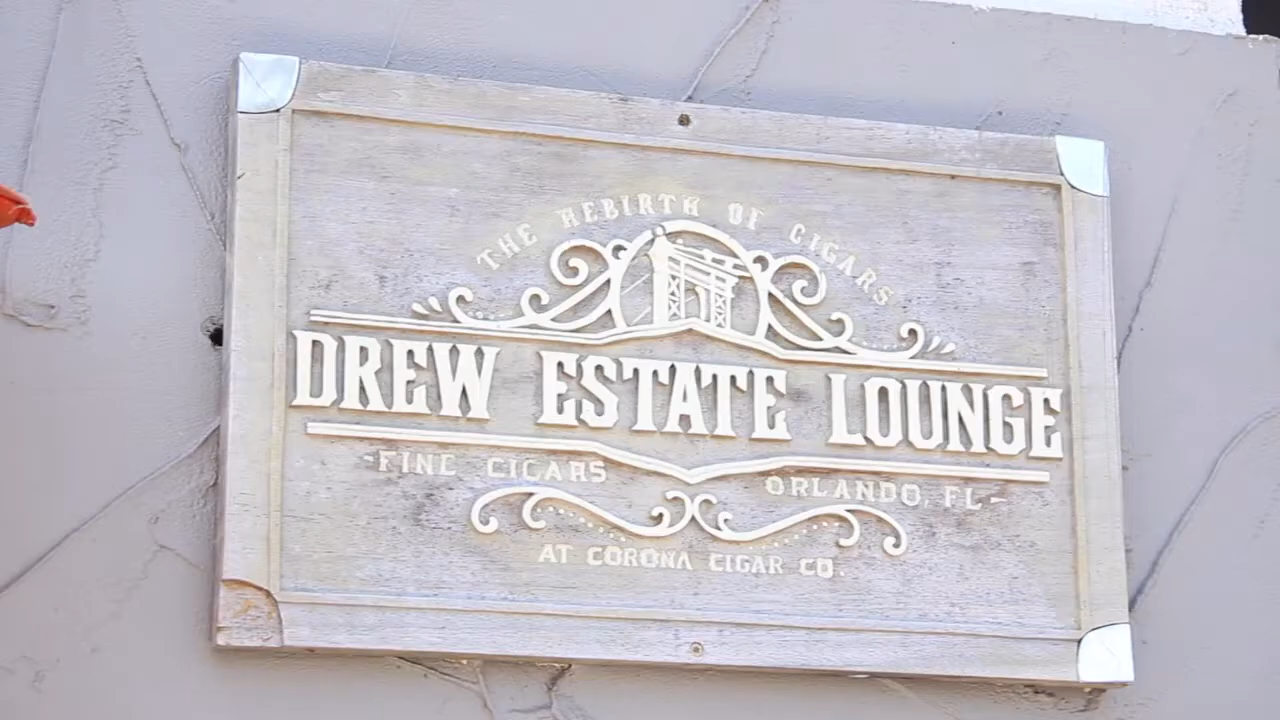 THE REBIRTH OF CIGARS
DREW ESTATE LOUNGE
-FINE CIGARS ORLANDO, FL-
AT CORONA CIGAR CO.